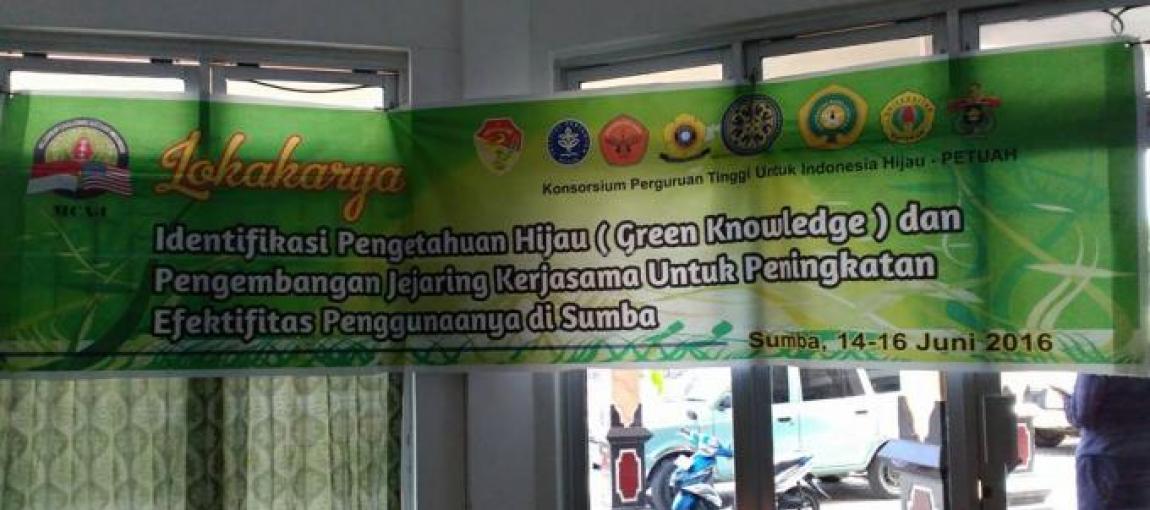 Lokakarya
Konsorsium Perguruan Tinggi Untuk Indonesia Hijau - PETUAH
Identifikasi Pengetahuan Hijau ( Green Knowledge ) dan
Pengembangan Jejaring Kerjasama Untuk Peningkatan
Efektifitas Penggunaanya di Sumba
Sumba, 14-16 Juni 2016